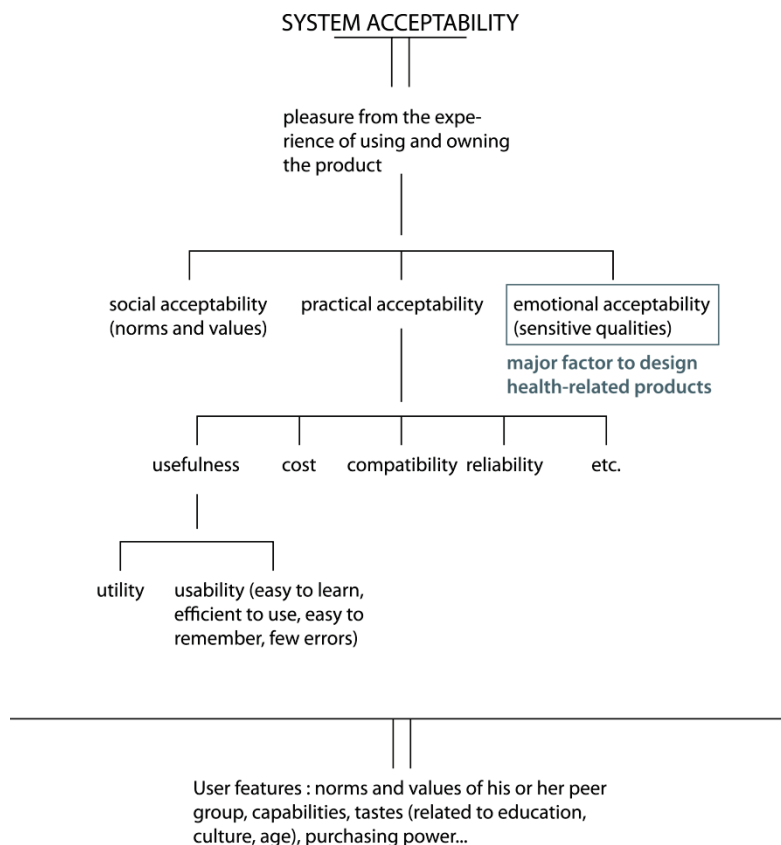 SYSTEM ACCEPTABILITY
pleasure from the expe-
rience of using and owning
the product
social acceptability
(norms and values)
practical acceptability
emotional acceptability
(sensitive qualities)
major factor to design
health-related products
usefulness
cost
compatibility
reliability
etc.
utility
usability (easy to learn,
efficient to use, easy to
remember, few errors)
User features : norms and values of his or her peer
group, capabilities, tastes (related to education,
culture, age), purchasing power...